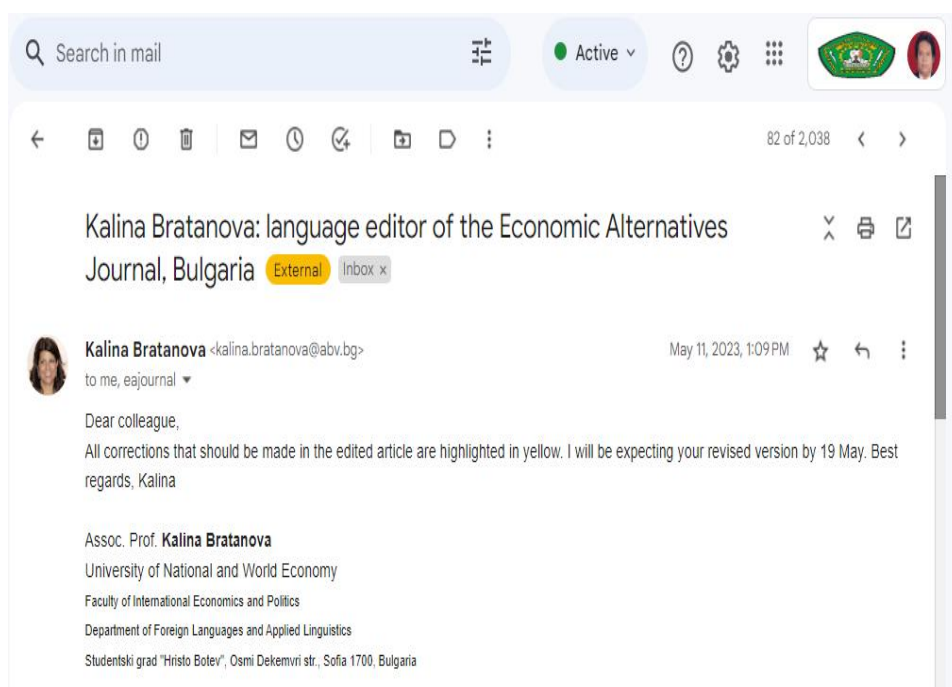 Search in mail
Active
82 of 2,038
Kalina Bratanova: language editor of the Economic Alternatives
Journal, Bulgaria External Inbox ×
Kalina Bratanova <kalina.bratanova@abv.bg> May 11, 2023, 1:09 PM
to me, eajournal
Dear colleague,
All corrections that should be made in the edited article are highlighted in yellow. I will be expecting your revised version by 19 May. Best
regards, Kalina
Assoc. Prof. Kalina Bratanova
University of National and World Economy
Faculty of International Economics and Politics
Department of Foreign Languages and Applied Linguistics
Studentski grad "Hristo Botev", Osmi Dekemvri str., Sofia 1700, Bulgaria